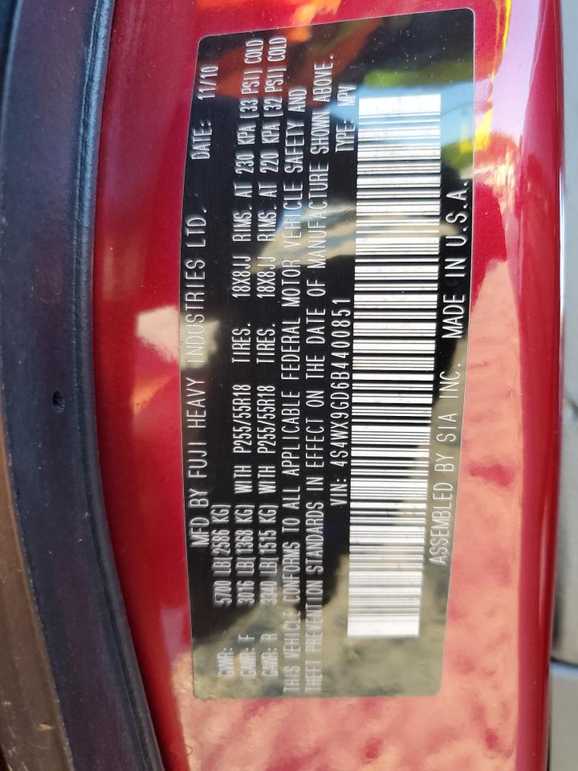 MFD BY FUJI HEAVY INDUSTRIES LTD. DATE: 11/10
GVWR: 5700 LB(2586 KG)
GAWR: F 3016 LB(1368 KG) WITH P255/55R18 TIRES. 18X8JJ RIMS. AT 230 KPA (33 PSI) COLD
GAWR: R 3340 LB(1515 KG) WITH P255/55R18 TIRES. 18X8JJ RIMS. AT 220 KPA (32 PSI) COLD
THIS VEHICLE CONFORMS TO ALL APPLICABLE FEDERAL MOTOR VEHICLE SAFETY AND
THEFT PREVENTION STANDARDS IN EFFECT ON THE DATE OF MANUFACTURE SHOWN ABOVE.
VIN: 4S4WX9GD6B4400851 TYPE: MPV
ASSEMBLED BY SIA INC. MADE IN U.S.A.